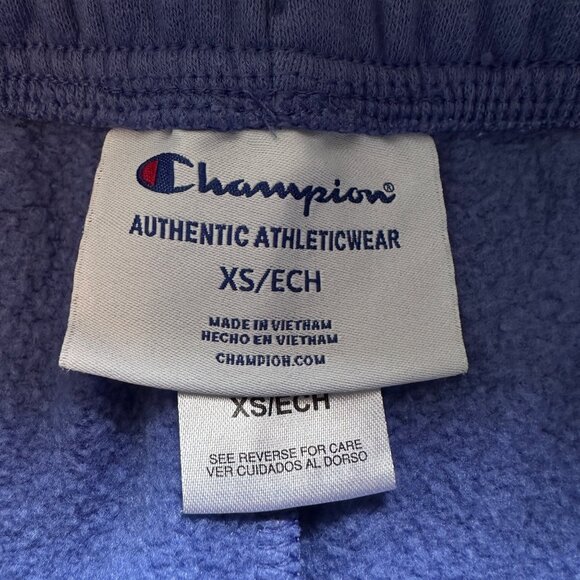 Champion®
AUTHENTIC ATHLETICWEAR
XS/ECH
MADE IN VIETNAM
HECHO EN VIETNAM
CHAMPION.COM
XS/ECH
SEE REVERSE FOR CARE
VER CUIDADOS AL DORSO